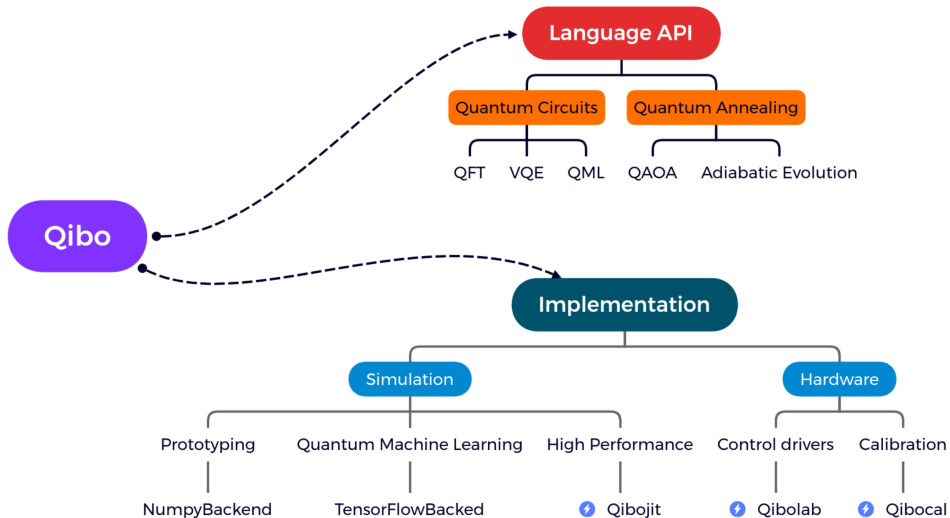 Language API
Quantum Circuits
Quantum Annealing
QFT
VQE
QML
QAOA
Adiabatic Evolution
Qibo
Implementation
Simulation
Hardware
Prototyping
Quantum Machine Learning
High Performance
Control drivers
Calibration
NumpyBackend
TensorFlowBacked
Qibojit
Qibolab
Qibocal